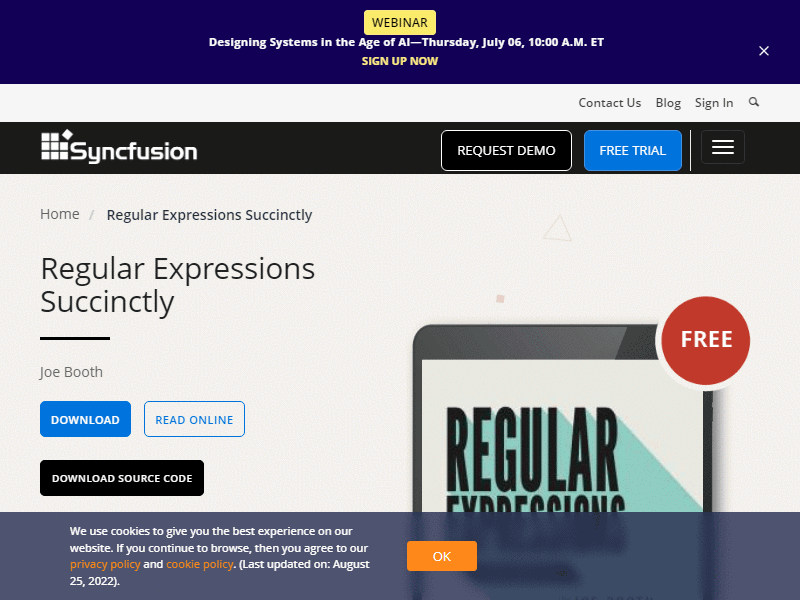 WEBINAR
Designing Systems in the Age of AI—Thursday, July 06, 10:00 A.M. ET
SIGN UP NOW
Contact Us Blog Sign In
Syncfusion
REQUEST DEMO
FREE TRIAL
Home / Regular Expressions Succinctly
Regular Expressions
Succinctly
Joe Booth
DOWNLOAD
READ ONLINE
DOWNLOAD SOURCE CODE
FREE
REGULAR
EXPRESSIONS
We use cookies to give you the best experience on our
website. If you continue to browse, then you agree to our
privacy policy and cookie policy. (Last updated on: August
25, 2022).
OK